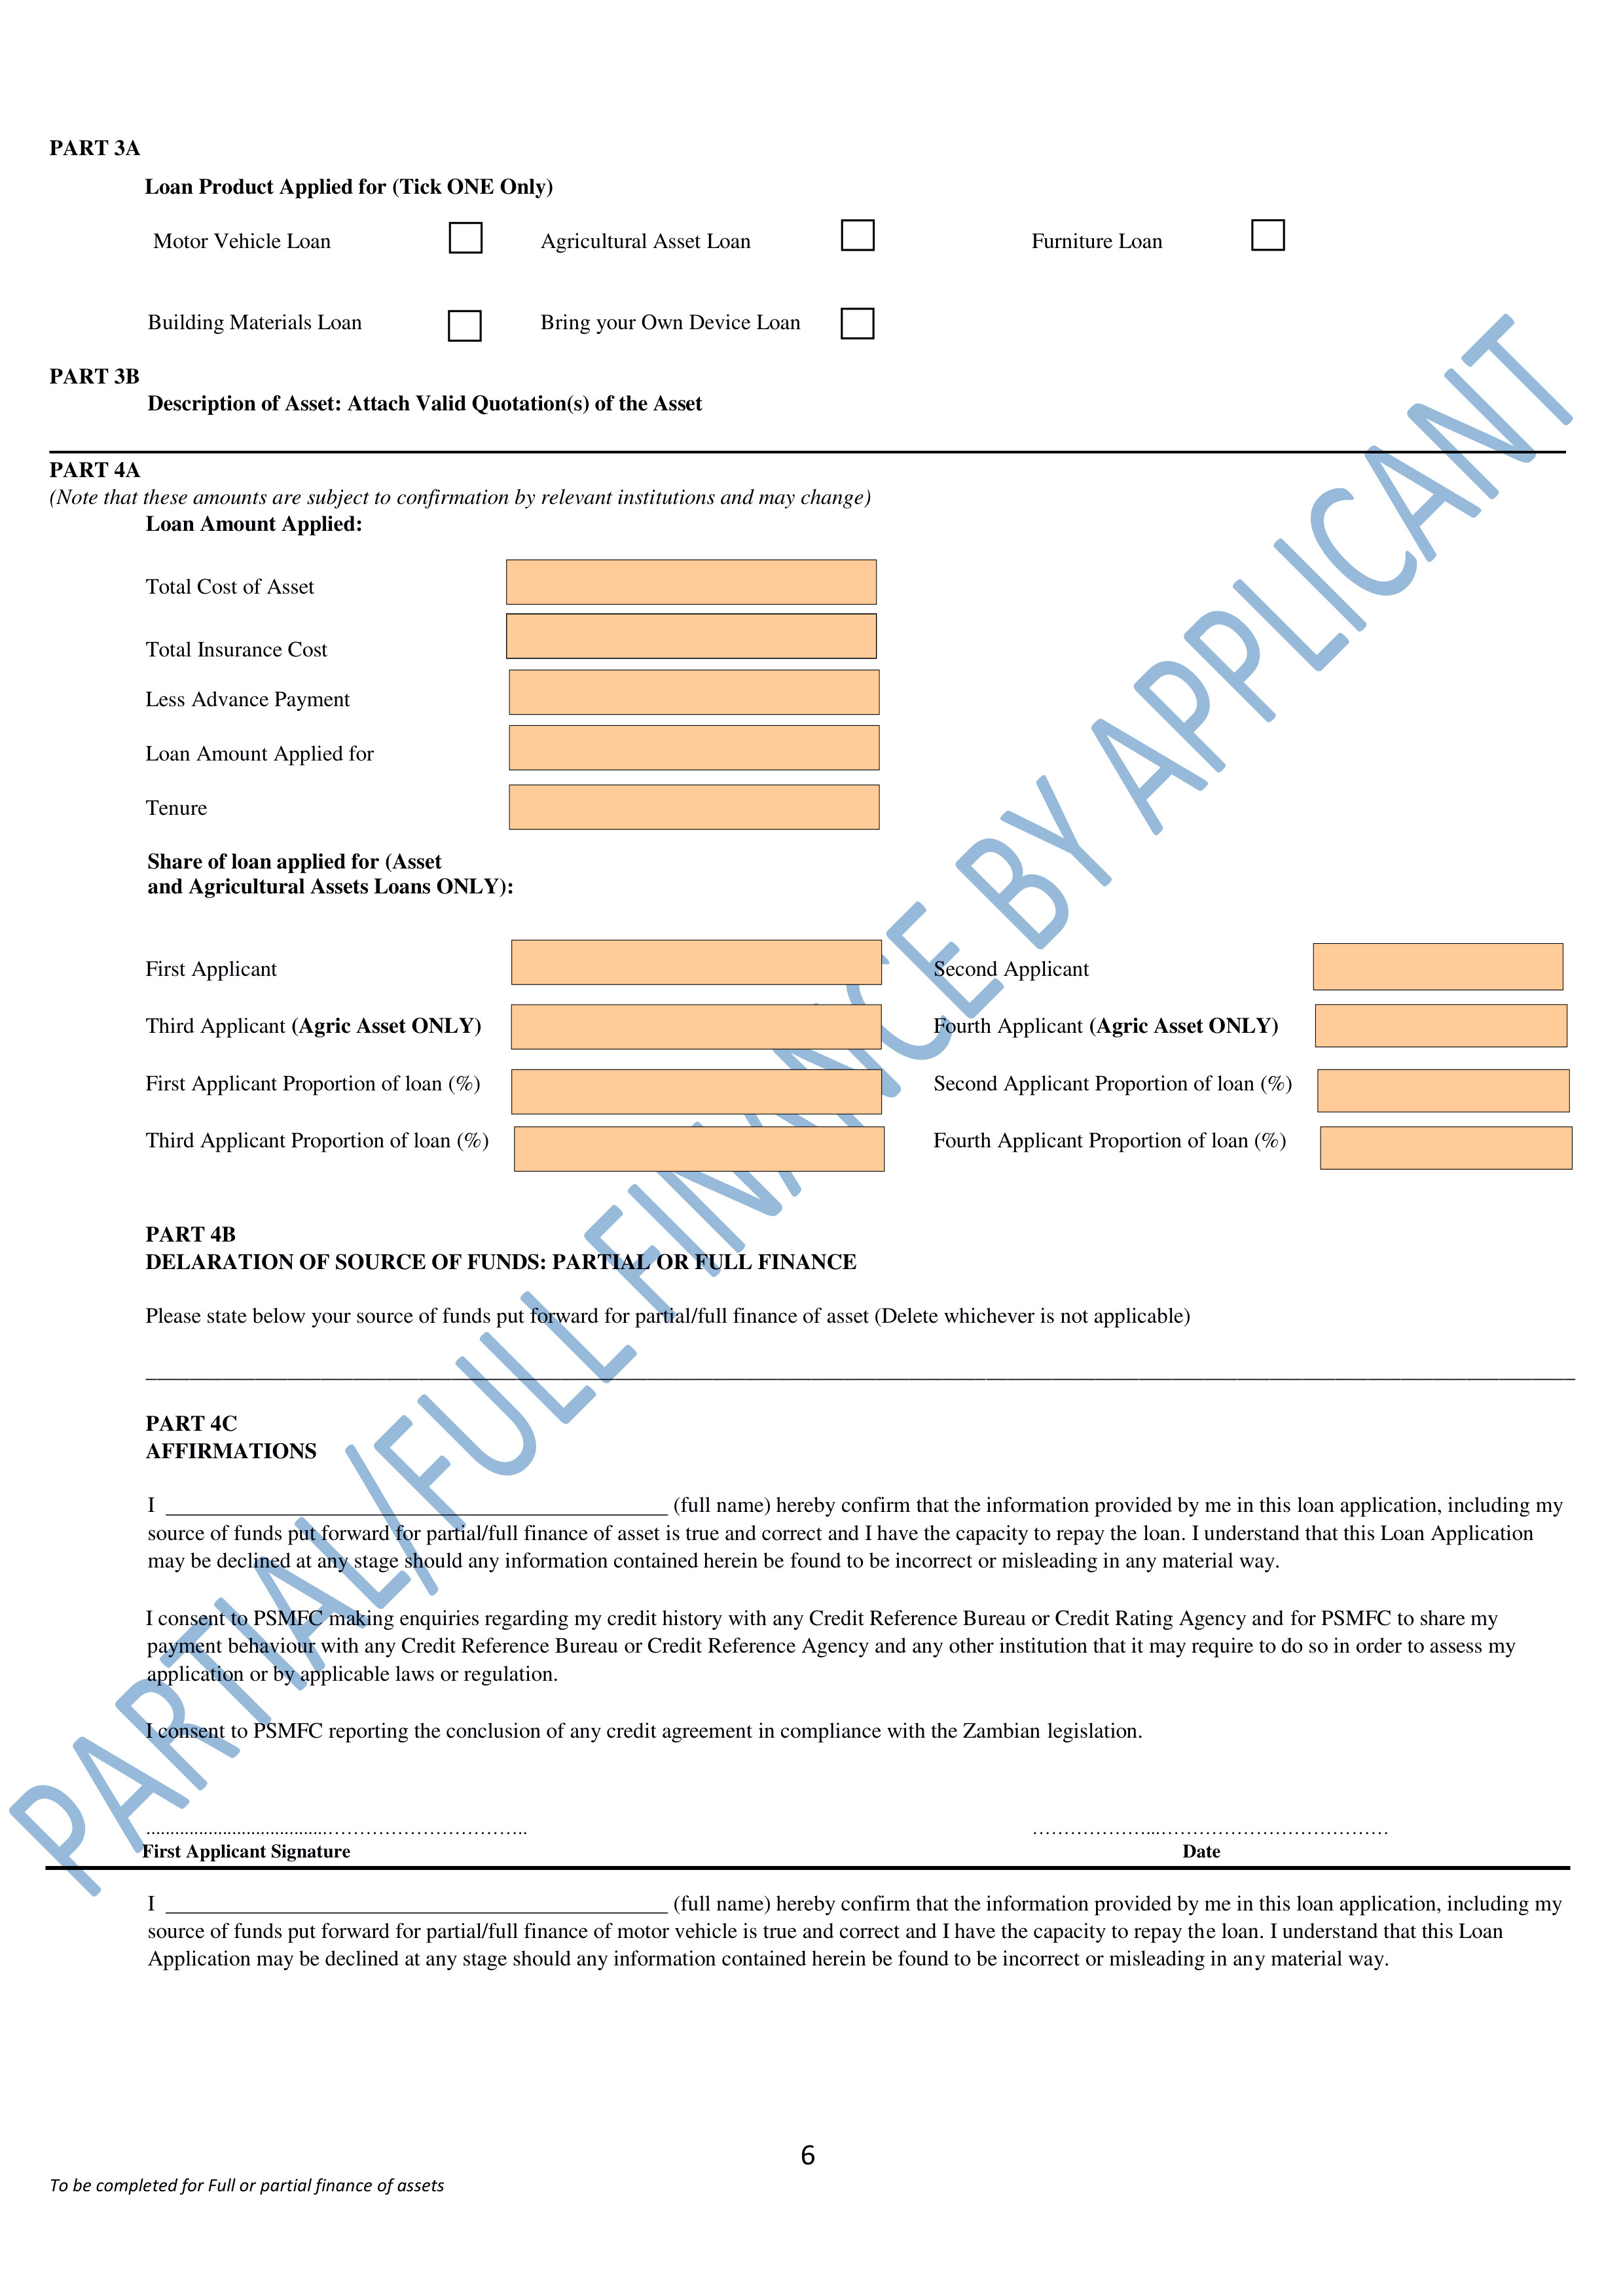 PART 3A
Loan Product Applied for (Tick ONE Only)
Motor Vehicle Loan Agricultural Asset Loan Furniture Loan
Building Materials Loan Bring your Own Device Loan
PART 3B
Description of Asset: Attach Valid Quotation(s) of the Asset
PART 4A
(Note that these amounts are subject to confirmation by relevant institutions and may change)
Loan Amount Applied:
Total Cost of Asset
Total Insurance Cost
Less Advance Payment
Loan Amount Applied for
Tenure
Share of loan applied for (Asset
and Agricultural Assets Loans ONLY):
First Applicant Second Applicant
Third Applicant (Agric Asset ONLY) Fourth Applicant (Agric Asset ONLY)
First Applicant Proportion of loan (%) Second Applicant Proportion of loan (%)
Third Applicant Proportion of loan (%) Fourth Applicant Proportion of loan (%)
PART 4B
DELARATION OF SOURCE OF FUNDS: PARTIAL OR FULL FINANCE
Please state below your source of funds put forward for partial/full finance of asset (Delete whichever is not applicable)
PART 4C
AFFIRMATIONS
I ______________________________ (full name) hereby confirm that the information provided by me in this loan application, including my
source of funds put forward for partial/full finance of asset is true and correct and I have the capacity to repay the loan. I understand that this Loan Application
may be declined at any stage should any information contained herein be found to be incorrect or misleading in any material way.
I consent to PSMFC making enquiries regarding my credit history with any Credit Reference Bureau or Credit Rating Agency and for PSMFC to share my
payment behaviour with any Credit Reference Bureau or Credit Reference Agency and any other institution that it may require to do so in order to assess my
application or by applicable laws or regulation.
I consent to PSMFC reporting the conclusion of any credit agreement in compliance with the Zambian legislation.
First Applicant Signature Date
I ______________________________ (full name) hereby confirm that the information provided by me in this loan application, including my
source of funds put forward for partial/full finance of motor vehicle is true and correct and I have the capacity to repay the loan. I understand that this Loan
Application may be declined at any stage should any information contained herein be found to be incorrect or misleading in any material way.
6
To be completed for Full or partial finance of assets
PARTIAL/FULL FINANCE BY APPLICANT